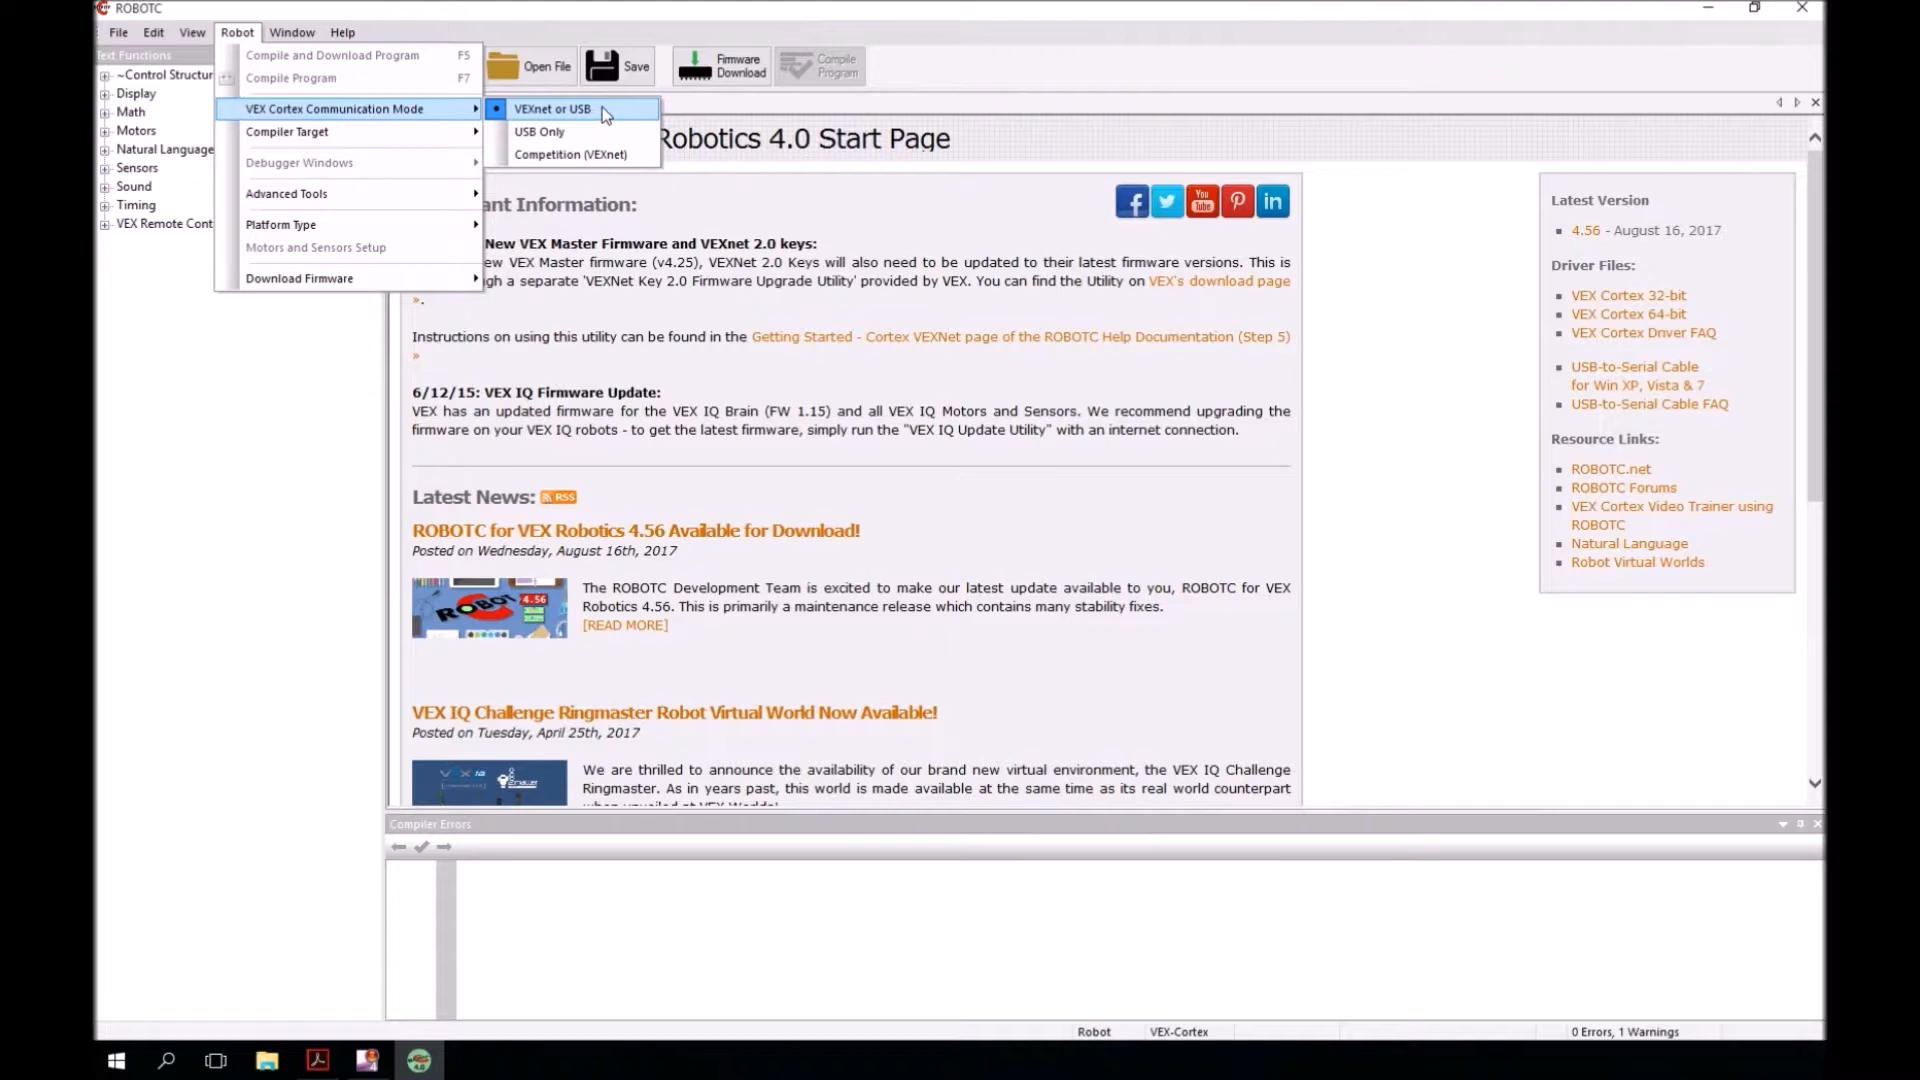 ROBOTC
File Edit View Robot Window Help
Text Functions
~Control Structur
Display
Math
Motors
Natural Language
Sensors
Sound
Timing
VEX Remote Cont
Compile and Download Program F5
Compile Program F7
VEX Cortex Communication Mode
Compiler Target
Debugger Windows
Advanced Tools
Platform Type
Motors and Sensors Setup
Download Firmware
VEXnet or USB
USB Only
Competition (VEXnet)
Open File
Save
Firmware
Download
Compile
Program
Robotics 4.0 Start Page
ant Information:
New VEX Master Firmware and VEXnet 2.0 keys:
ew VEX Master firmware (v4.25), VEXNet 2.0 Keys will also need to be updated to their latest firmware versions. This is
gh a separate 'VEXNet Key 2.0 Firmware Upgrade Utility' provided by VEX. You can find the Utility on VEX's download page
».
Instructions on using this utility can be found in the Getting Started - Cortex VEXNet page of the ROBOTC Help Documentation (Step 5)
»
6/12/15: VEX IQ Firmware Update:
VEX has an updated firmware for the VEX IQ Brain (FW 1.15) and all VEX IQ Motors and Sensors. We recommend upgrading the
firmware on your VEX IQ robots - to get the latest firmware, simply run the "VEX IQ Update Utility" with an internet connection.
Latest News: RSS
ROBOTC for VEX Robotics 4.56 Available for Download!
Posted on Wednesday, August 16th, 2017
ROBOT 4.56
The ROBOTC Development Team is excited to make our latest update available to you, ROBOTC for VEX
Robotics 4.56. This is primarily a maintenance release which contains many stability fixes.
[READ MORE]
VEX IQ Challenge Ringmaster Robot Virtual World Now Available!
Posted on Tuesday, April 25th, 2017
We are thrilled to announce the availability of our brand new virtual environment, the VEX IQ Challenge
Ringmaster. As in years past, this world is made available at the same time as its real world counterpart
when unveiled at VEX Worlds!
You
Tube
in
Latest Version
4.56 - August 16, 2017
Driver Files:
VEX Cortex 32-bit
VEX Cortex 64-bit
VEX Cortex Driver FAQ
USB-to-Serial Cable
for Win XP, Vista & 7
USB-to-Serial Cable FAQ
Resource Links:
ROBOTC.net
ROBOTC Forums
VEX Cortex Video Trainer using
ROBOTC
Natural Language
Robot Virtual Worlds
Compiler Errors
Robot VEX-Cortex 0 Errors, 1 Warnings